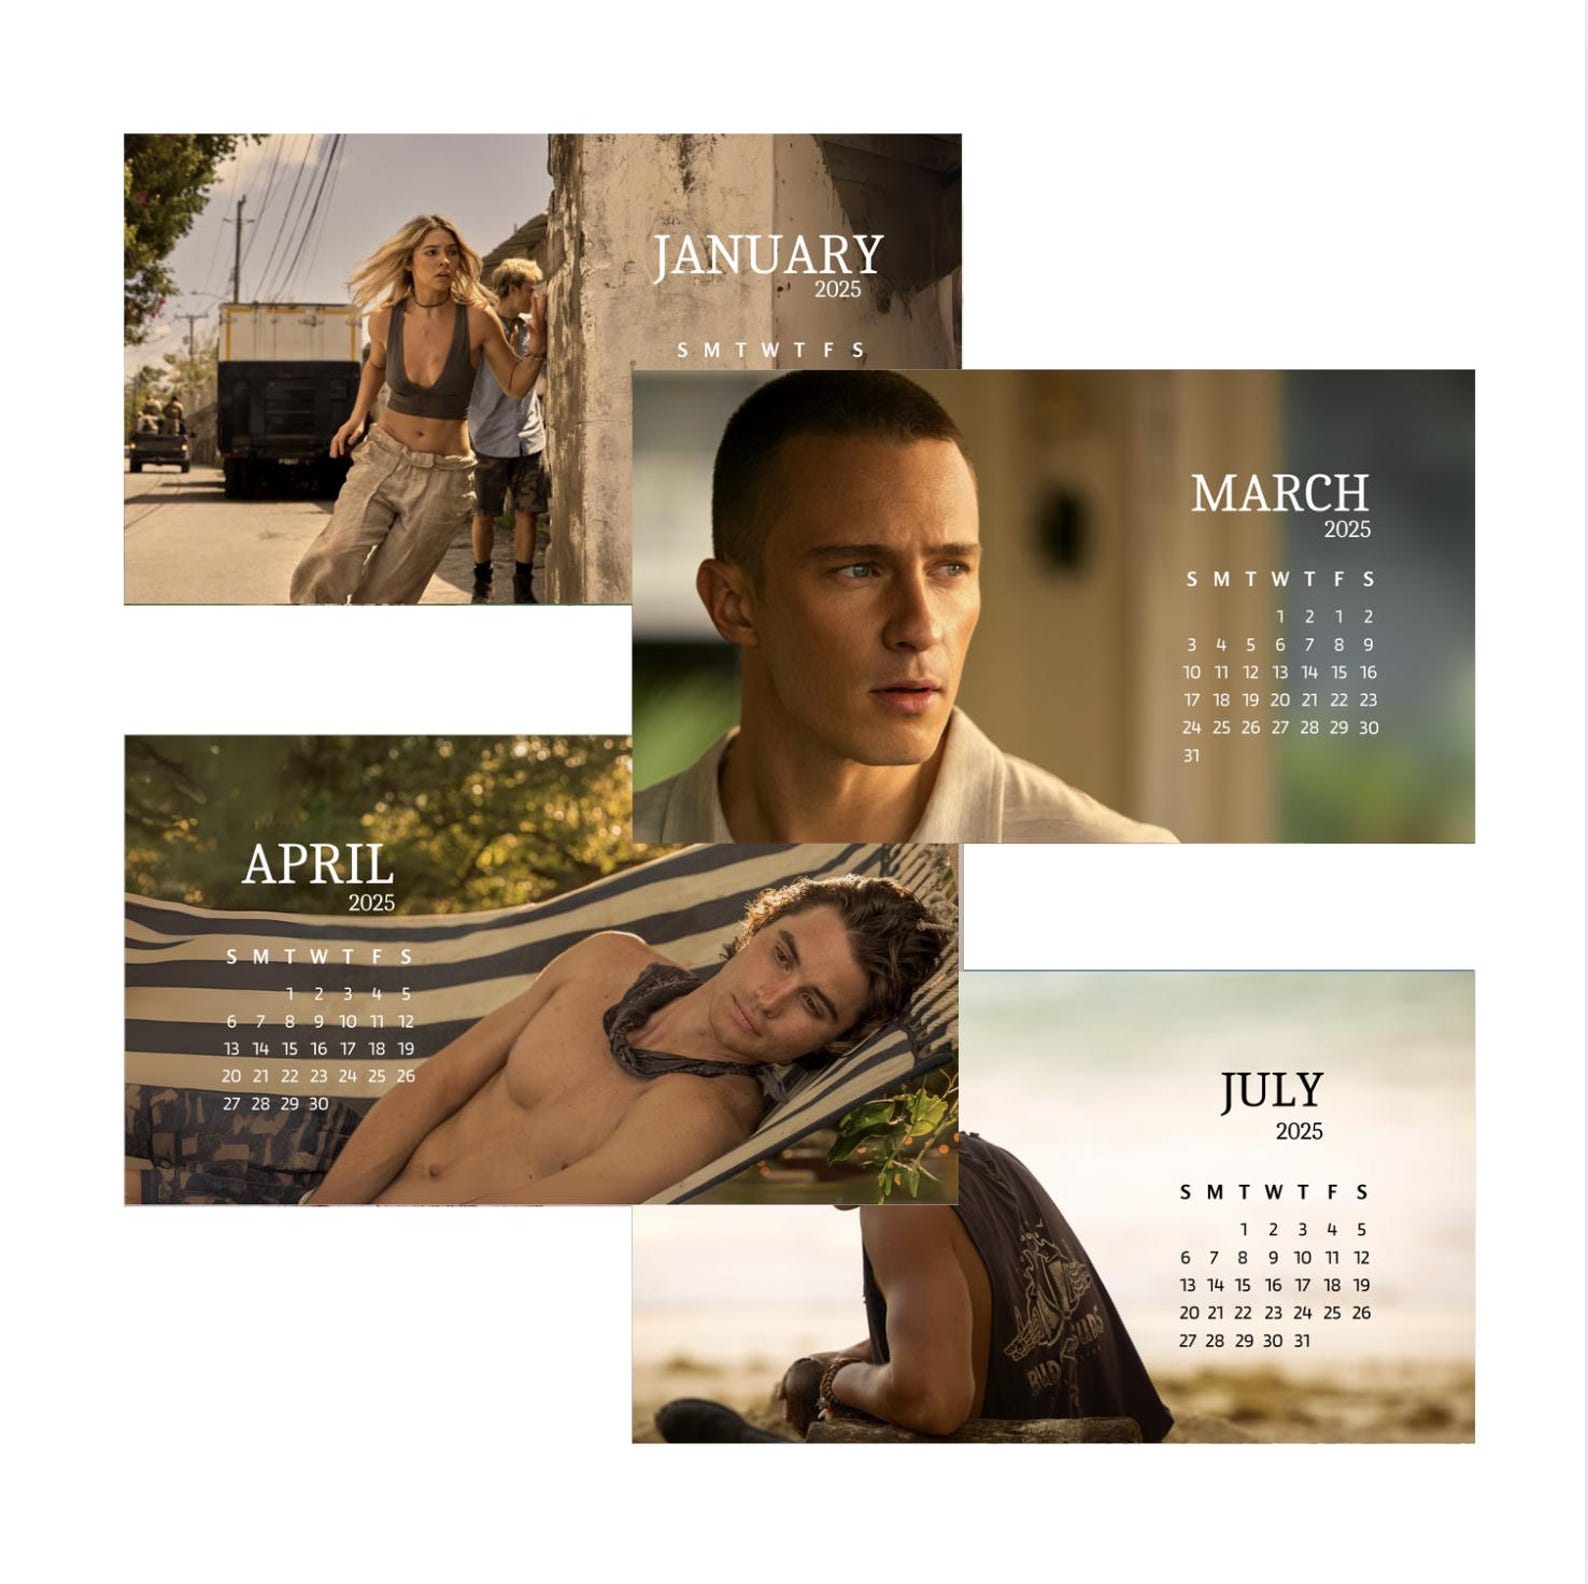 JANUARY
2025
S M T W T F S
MARCH
2025
S M T W T F S
1 2 1 2
3 4 5 6 7 8 9
10 11 12 13 14 15 16
17 18 19 20 21 22 23
24 25 26 27 28 29 30
31
APRIL
2025
S M T W T F S
1 2 3 4 5
6 7 8 9 10 11 12
13 14 15 16 17 18 19
20 21 22 23 24 25 26
27 28 29 30
JULY
2025
S M T W T F S
1 2 3 4 5
6 7 8 9 10 11 12
13 14 15 16 17 18 19
20 21 22 23 24 25 26
27 28 29 30 31